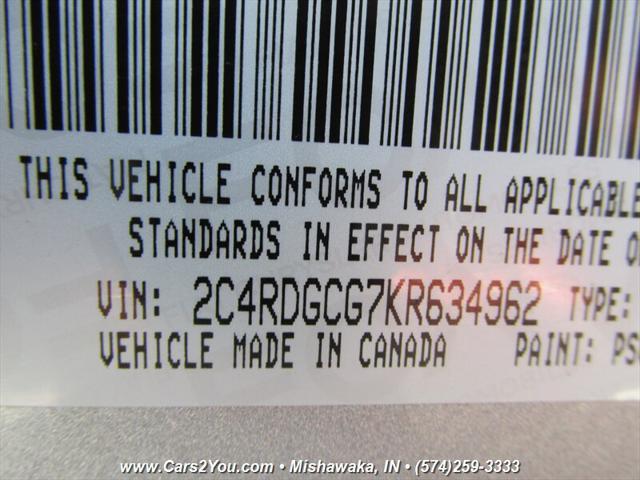 THIS VEHICLE CONFORMS TO ALL APPLICABLE
STANDARDS IN EFFECT ON THE DATE
VIN: 2C4RDGCG7KR634962 TYPE:
VEHICLE MADE IN CANADA PAINT: PS
www.Cars2You.com • Mishawaka, IN • (574)259-3333